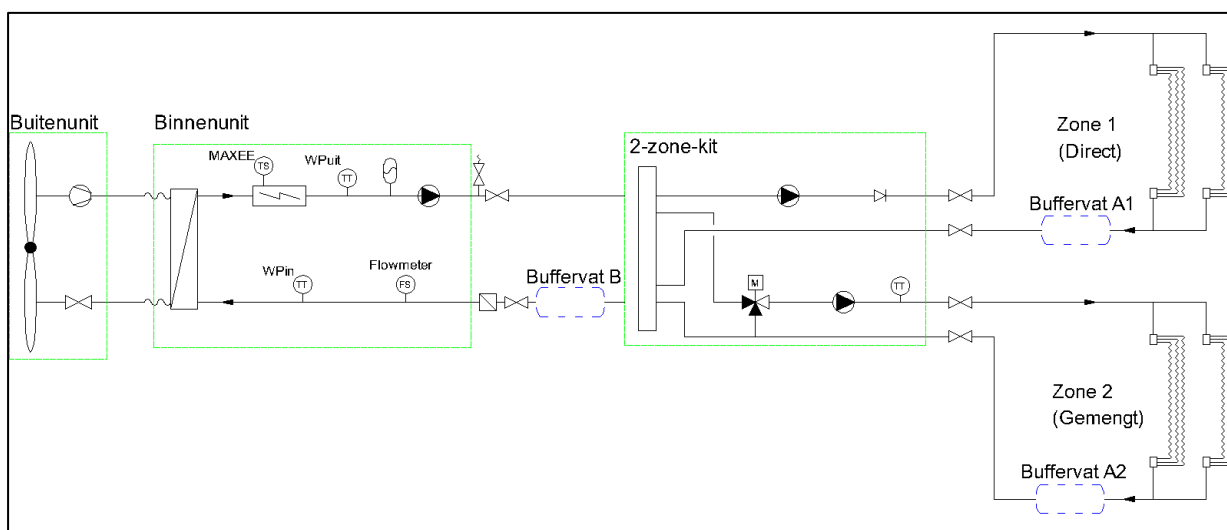 Buitenunit
Binnenunit
MAXEE
TS
WPuit
TT
WPin
TT
Flowmeter
FS
Buffervat B
2-zone-kit
M
TT
Zone 1
(Direct)
Buffervat A1
Zone 2
(Gemengt)
Buffervat A2